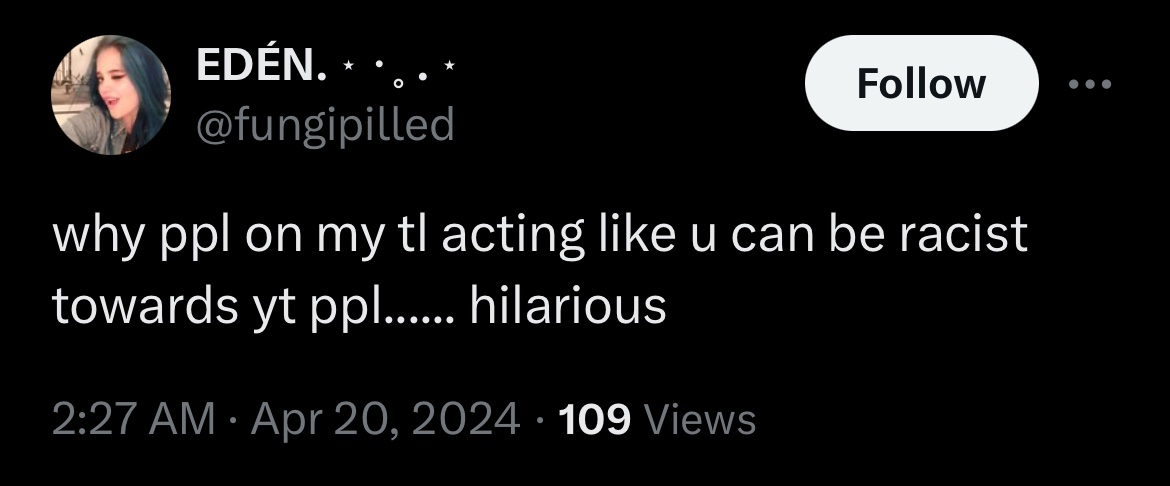 EDÉN. ⋆ ⋅˳ . ⋆
Follow
@fungipilled
why ppl on my tl acting like u can be racist
towards yt ppl...... hilarious
2:27 AM · Apr 20, 2024 · 109 Views